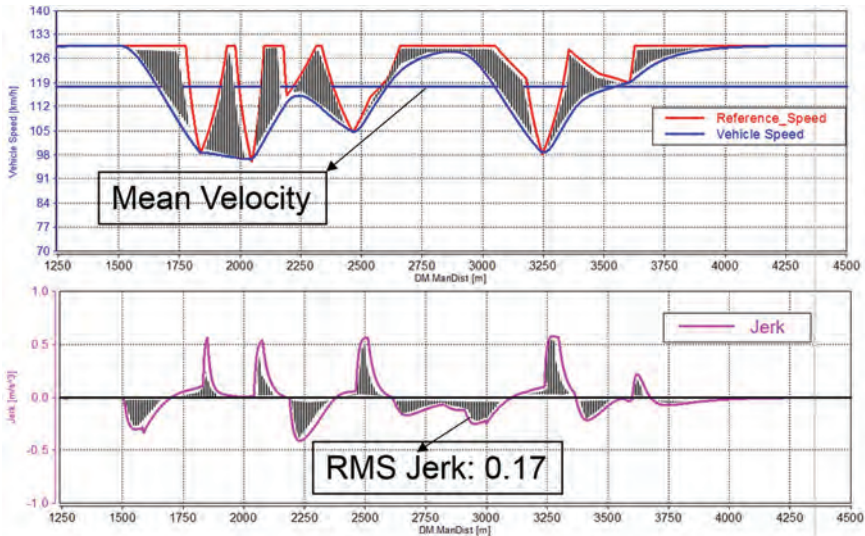 140
133
126
119
112
105
98
91
84
77
70
Vehicle Speed [km/h]
Reference_Speed
Vehicle Speed
Mean Velocity
1250 1500 1750 2000 2250 2500 2750 3000 3250 3500 3750 4000 4250 4500
DM.ManDist [m]
1.0
0.5
0.0
-0.5
-1.0
Jerk [m/s^3]
Jerk
RMS Jerk: 0.17
1250 1500 1750 2000 2250 2500 2750 3000 3250 3500 3750 4000 4250 4500
DM.ManDist [m]